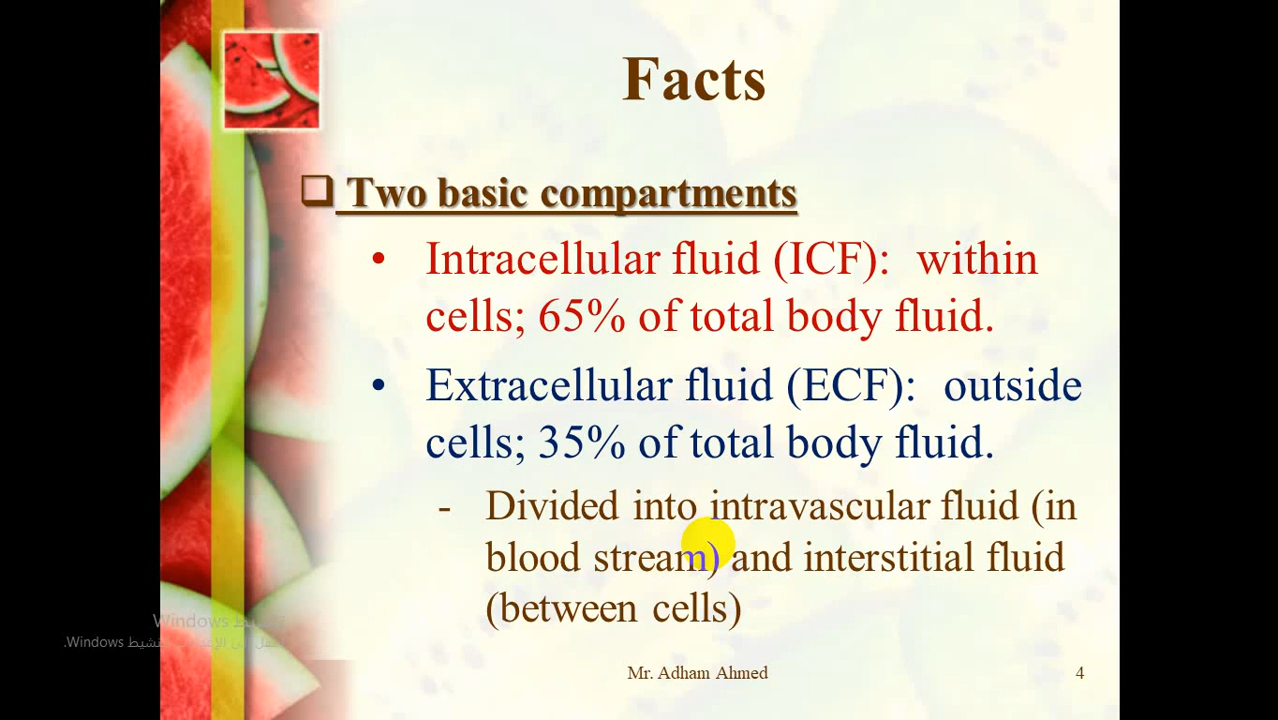 Facts
❑ Two basic compartments
• Intracellular fluid (ICF): within
cells; 65% of total body fluid.
• Extracellular fluid (ECF): outside
cells; 35% of total body fluid.
- Divided into intravascular fluid (in
blood stream) and interstitial fluid
(between cells)
Windows
Windows.
Mr. Adham Ahmed
4